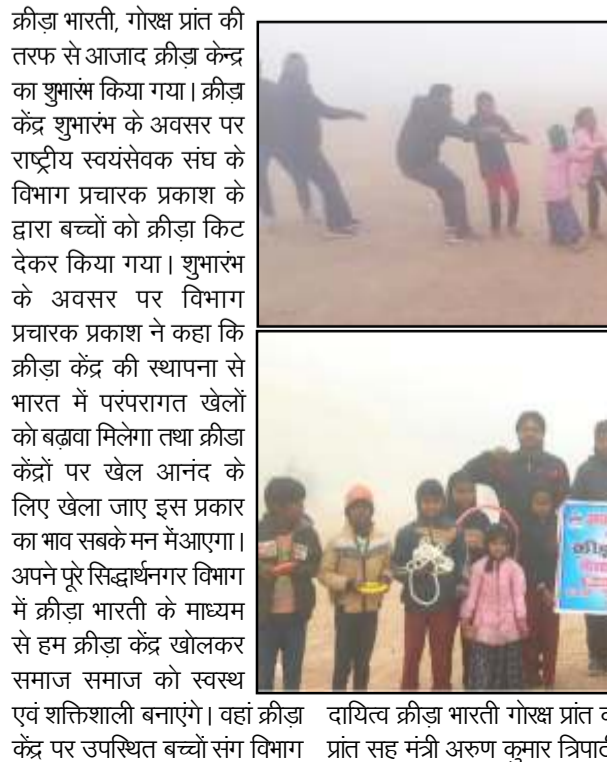 क्रीड़ा भारती, गोरक्ष प्रांत की
तरफ से आजाद क्रीड़ा केन्द्र
का शुभारंभ किया गया। क्रीड़ा
केंद्र शुभारंभ के अवसर पर
राष्ट्रीय स्वयंसेवक संघ के
विभाग प्रचारक प्रकाश के
द्वारा बच्चों को क्रीड़ा किट
देकर किया गया। शुभारंभ
के अवसर पर विभाग
प्रचारक प्रकाश ने कहा कि
क्रीड़ा केंद्र की स्थापना से
भारत में परंपरागत खेलों
को बढ़ावा मिलेगा तथा क्रीडा
केंद्रों पर खेल आनंद के
लिए खेला जाए इस प्रकार
का भाव सबके मन मेंआएगा।
अपने पूरे सिद्धार्थनगर विभाग
में क्रीड़ा भारती के माध्यम
से हम क्रीड़ा केंद्र खोलकर
समाज समाज को स्वस्थ
एवं शक्तिशाली बनाएंगे। वहां क्रीड़ा
केंद्र पर उपस्थित बच्चों संग विभाग
दायित्व क्रीड़ा भारती गोरक्ष प्रांत
प्रांत सह मंत्री अरुण कुमार